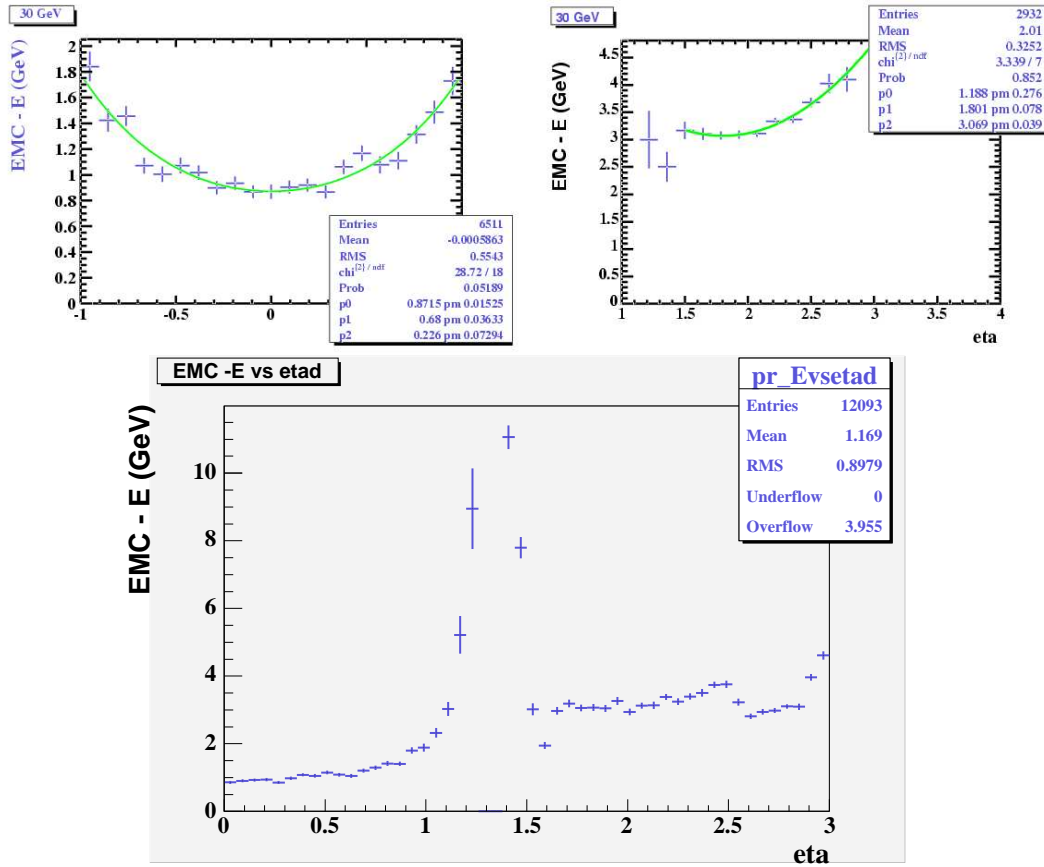 30 GeV
EMC - E (GeV)
2
1.8
1.6
1.4
1.2
1
0.8
0.6
0.4
0.2
0
-1
-0.5
0
Entries 6511
Mean -0.0005863
RMS 0.5543
chi^{2} / ndf 28.72 / 18
Prob 0.05189
p0 0.8715 pm 0.01525
p1 0.68 pm 0.03633
p2 0.226 pm 0.07294
30 GeV
EMC - E (GeV)
4.5
4
3.5
3
2.5
2
1.5
1
0.5
0
1
1.5
2
2.5
3
3.5
4
eta
Entries 2932
Mean 2.01
RMS 0.3252
chi^{2} / ndf 3.339 / 7
Prob 0.852
p0 1.188 pm 0.276
p1 1.801 pm 0.078
p2 3.069 pm 0.039
EMC -E vs etad
EMC - E (GeV)
10
8
6
4
2
0
0
0.5
1
1.5
2
2.5
3
eta
pr_Evsetad
Entries 12093
Mean 1.169
RMS 0.8979
Underflow 0
Overflow 3.955